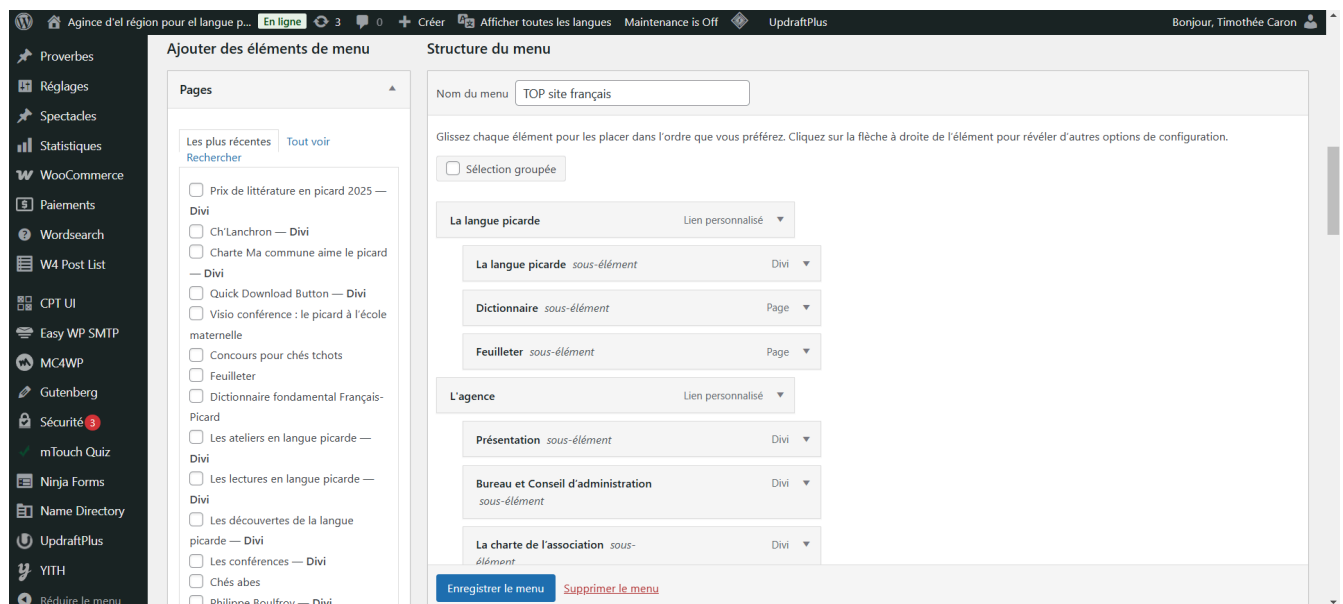 Agince d'el région pour el langue p... En ligne 3 0 Créer Afficher toutes les langues Maintenance is Off UpdraftPlus Bonjour, Timothée Caron
Proverbes
Réglages
Spectacles
Statistiques
WooCommerce
Paiements
Wordsearch
W4 Post List
CPT UI
Easy WP SMTP
MC4WP
Gutenberg
Sécurité 3
mTouch Quiz
Ninja Forms
Name Directory
UpdraftPlus
YITH
Réduire le menu
Ajouter des éléments de menu
Pages
Les plus récentes Tout voir
Rechercher
Prix de littérature en picard 2025 —
Divi
Ch'Lanchron — Divi
Charte Ma commune aime le picard
— Divi
Quick Download Button — Divi
Visio conférence : le picard à l'école
maternelle
Concours pour chés tchots
Feuilleter
Dictionnaire fondamental Français-
Picard
Les ateliers en langue picarde —
Divi
Les lectures en langue picarde —
Divi
Les découvertes de la langue
picarde — Divi
Les conférences — Divi
Chés abes
Philippe Boulfroy — Divi
Structure du menu
Nom du menu TOP site français
Glissez chaque élément pour les placer dans l'ordre que vous préférez. Cliquez sur la flèche à droite de l'élément pour révéler d'autres options de configuration.
Sélection groupée
La langue picarde Lien personnalisé
La langue picarde sous-élément Divi
Dictionnaire sous-élément Page
Feuilleter sous-élément Page
L'agence Lien personnalisé
Présentation sous-élément Divi
Bureau et Conseil d'administration Divi
sous-élément
La charte de l'association sous- Divi
élément
Enregistrer le menu Supprimer le menu